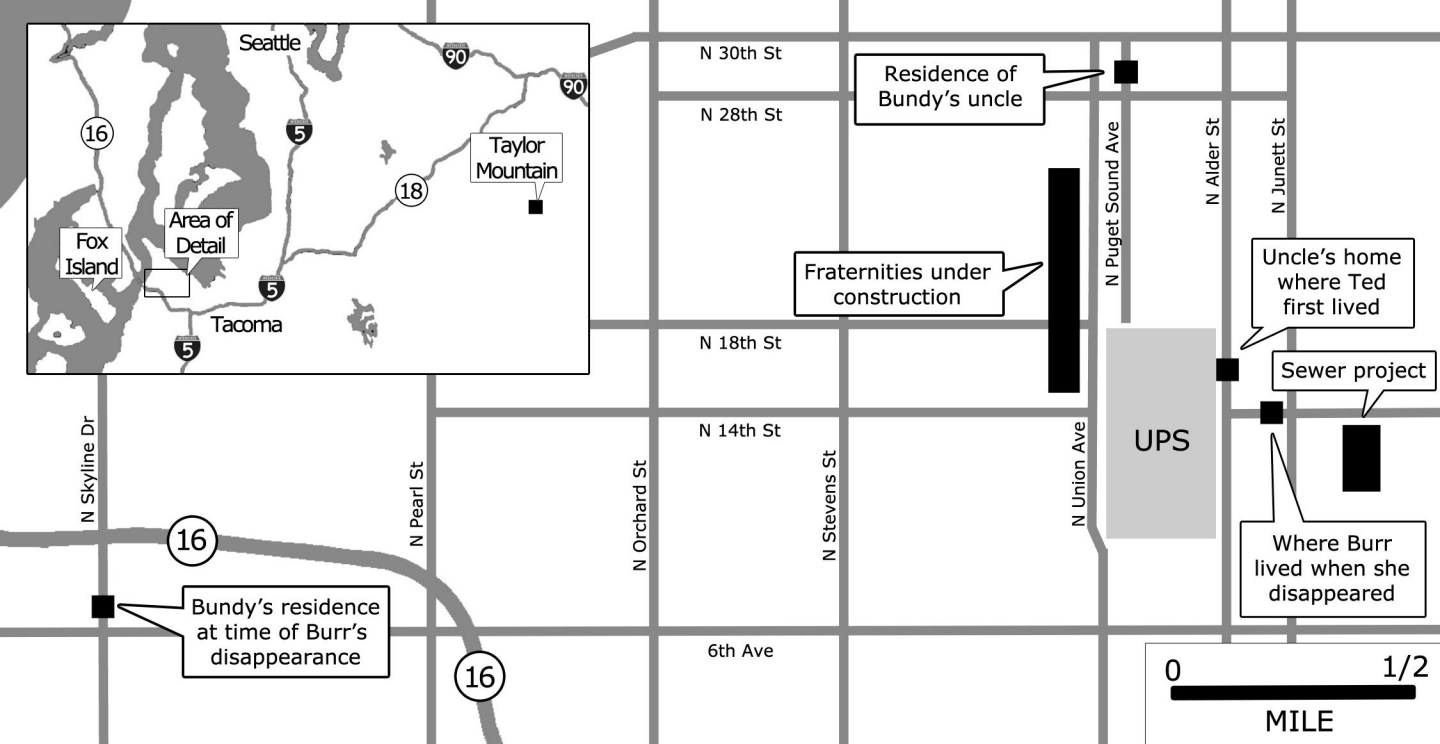 Seattle
90
90
16
5
Taylor
Mountain
18
Area of
Detail
Fox
Island
5
Tacoma
5
N 30th St
Residence of
Bundy's uncle
N 28th St
N Puget Sound Ave
N Alder St
N Junett St
Fraternities under
construction
Uncle's home
where Ted
first lived
N 18th St
Sewer project
N 14th St
UPS
N Skyline Dr
N Pearl St
N Orchard St
N Stevens St
N Union Ave
16
Where Burr
lived when she
disappeared
Bundy's residence
at time of Burr's
disappearance
6th Ave
16
0 1/2
MILE